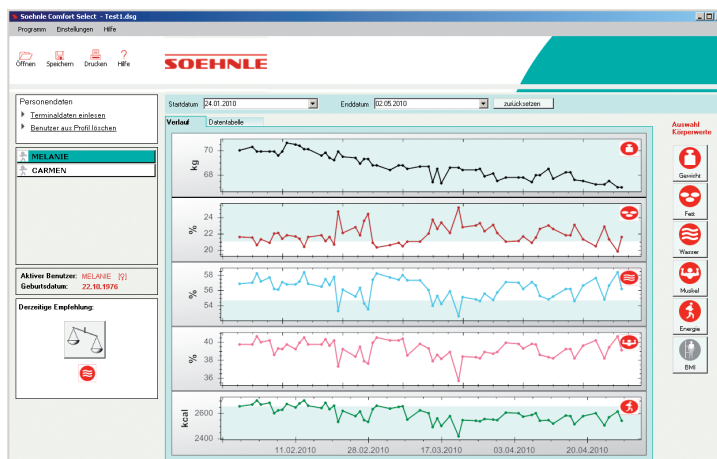 Soehnle Comfort Select - Test1.dsg
Programm Einstellungen Hilfe
Öffnen Speichern Drucken Hilfe
SOEHNLE
Personendaten
Terminaldaten einlesen
Benutzer aus Profil löschen
MELANIE
CARMEN
Aktiver Benutzer: MELANIE [♀]
Geburtsdatum: 22.10.1976
Derzeitige Empfehlung:
Startdatum 24.01.2010 Enddatum 02.05.2010 zurücksetzen
Verlauf Datentabelle
kg
70
68
%
24
22
20
%
58
56
54
%
40
38
36
kcal
2600
2400
11.02.2010 28.02.2010 17.03.2010 03.04.2010 20.04.2010
Auswahl
Körperwerte
Gewicht
Fett
Wasser
Muskel
Energie
BMI